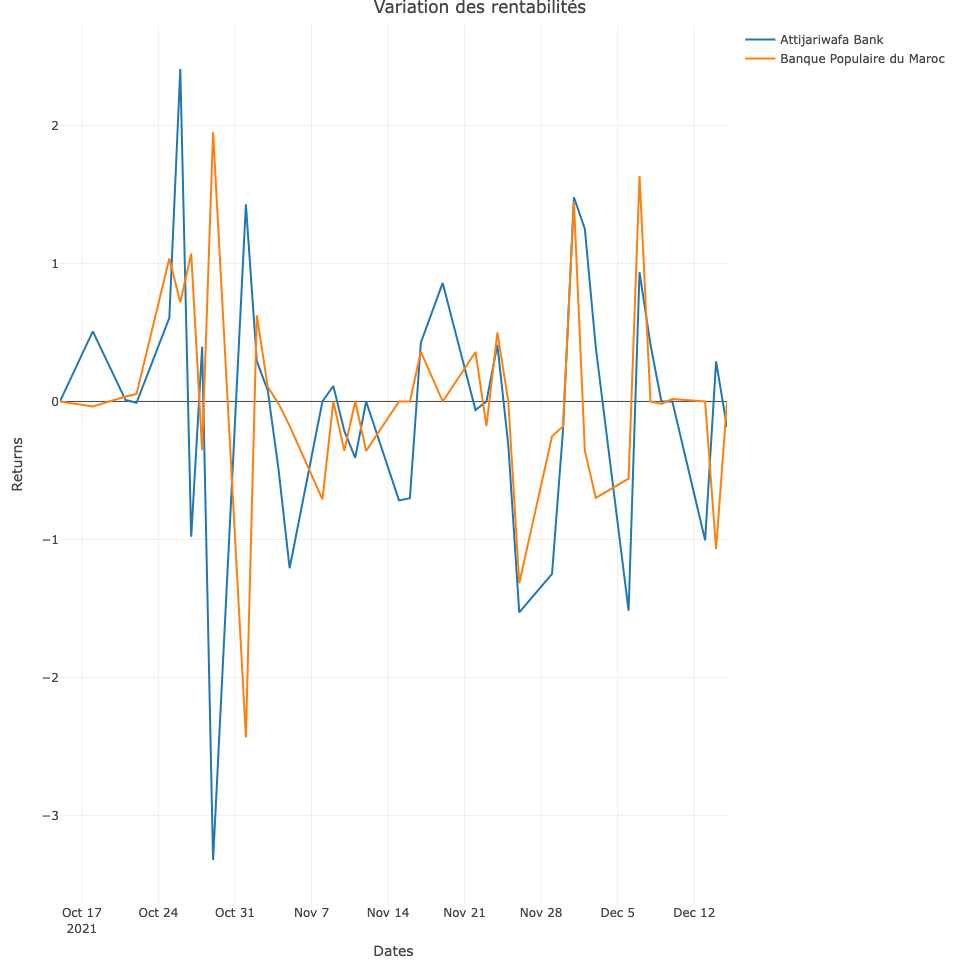 Variation des rentabilités
Attijariwafa Bank
Banque Populaire du Maroc
2
1
0
−1
−2
−3
Returns
Oct 17
2021
Oct 24
Oct 31
Nov 7
Nov 14
Nov 21
Nov 28
Dec 5
Dec 12
Dates